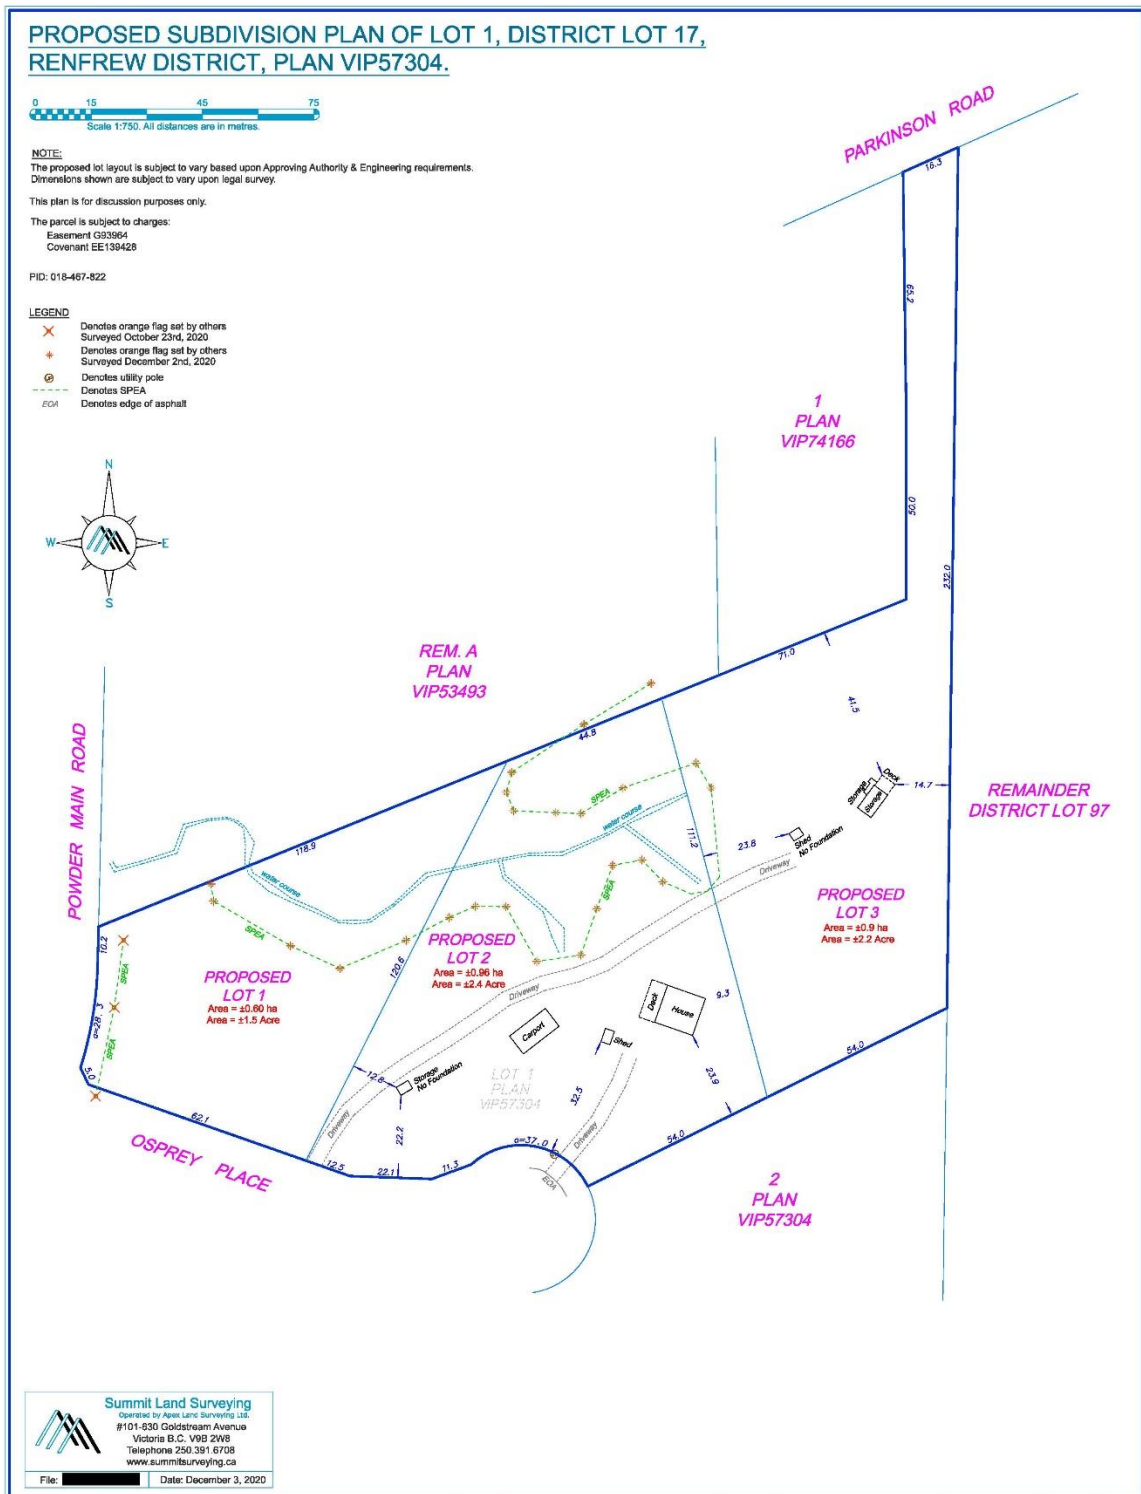 PROPOSED SUBDIVISION PLAN OF LOT 1, DISTRICT LOT 17,
RENFREW DISTRICT, PLAN VIP57304.
0 15 45 75
Scale 1:750. All distances are in metres.
NOTE:
The proposed lot layout is subject to vary based upon Approving Authority & Engineering requirements.
Dimensions shown are subject to vary upon legal survey.
This plan is for discussion purposes only.
The parcel is subject to charges:
Easement G93964
Covenant EE139428
PID: 018-467-822
LEGEND
Denotes orange flag set by others
Surveyed October 23rd, 2020
Denotes orange flag set by others
Surveyed December 2nd, 2020
Denotes utility pole
SPEA
Denotes SPEA
EOA
Denotes edge of asphalt
N
W
E
S
PARKINSON ROAD
16.3
65.2
1
PLAN
VIP74166
50.0
232.0
REM. A
PLAN
VIP53493
71.0
41.5
44.8
POWDER MAIN ROAD
Deck
Storage
Storage
14.7
REMAINDER
DISTRICT LOT 97
SPEA
water course
118.9
111.2
23.8
Shed
No Foundation
Driveway
water course
SPEA
PROPOSED
LOT 3
Area = ±0.9 ha
Area = ±2.2 Acre
10.2
SPEA
SPEA
PROPOSED
LOT 2
Area = ±0.96 ha
Area = ±2.4 Acre
120.6
PROPOSED
LOT 1
Area = ±0.60 ha
Area = ±1.5 Acre
Driveway
Deck
House
9.3
a=28.3
SPEA
Carport
Shed
5.0
12.8
Storage
No Foundation
LOT 1
PLAN
VIP57304
32.5
23.9
54.0
62.1
Driveway
22.2
a=37.0
Driveway
54.0
OSPREY PLACE
12.5
22.1
11.3
EOA
2
PLAN
VIP57304
Summit Land Surveying
Operated by Apex Land Surveying Ltd.
#101-630 Goldstream Avenue
Victoria B.C. V9B 2W8
Telephone 250.391.6708
www.summitsurveying.ca
File:
Date: December 3, 2020